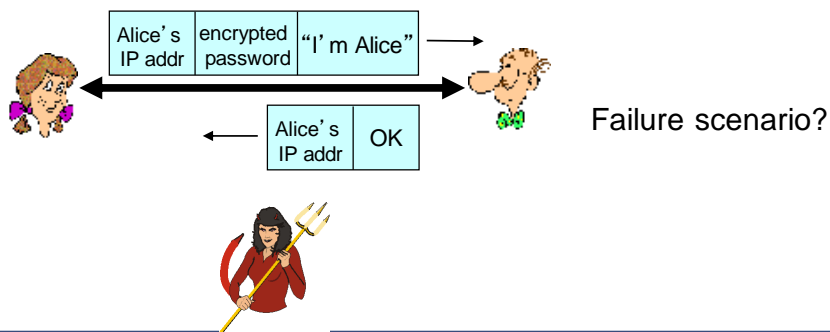 Alice’s
IP addr
encrypted
password
“I’m Alice”
Failure scenario?
Alice’s
IP addr
OK